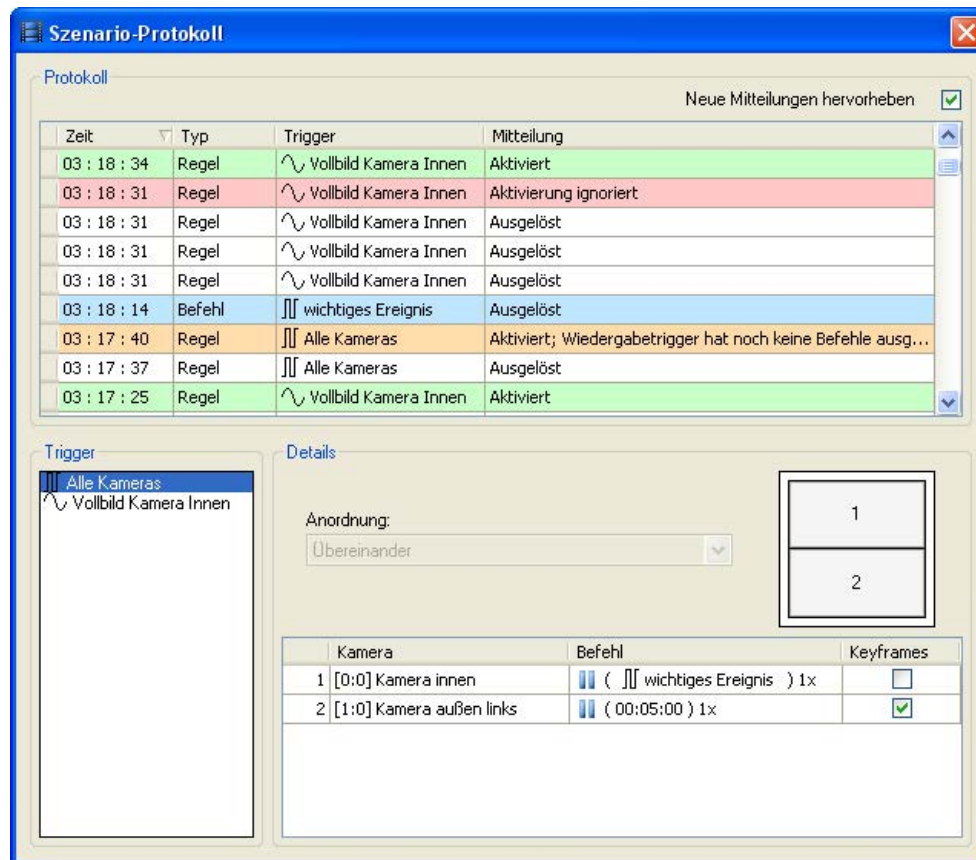 Szenario-Protokoll
Protokoll
Neue Mitteilungen hervorheben
Zeit Typ Trigger Mitteilung
03 : 18 : 34 Regel Vollbild Kamera Innen Aktiviert
03 : 18 : 31 Regel Vollbild Kamera Innen Aktivierung ignoriert
03 : 18 : 31 Regel Vollbild Kamera Innen Ausgelöst
03 : 18 : 31 Regel Vollbild Kamera Innen Ausgelöst
03 : 18 : 31 Regel Vollbild Kamera Innen Ausgelöst
03 : 18 : 14 Befehl wichtiges Ereignis Ausgelöst
03 : 17 : 40 Regel Alle Kameras Aktiviert; Wiedergabetrigger hat noch keine Befehle ausg...
03 : 17 : 37 Regel Alle Kameras Ausgelöst
03 : 17 : 25 Regel Vollbild Kamera Innen Aktiviert
Trigger
Alle Kameras
Vollbild Kamera Innen
Details
Anordnung:
Übereinander
1
2
Kamera Befehl Keyframes
1 [0:0] Kamera innen ( wichtiges Ereignis ) 1x
2 [1:0] Kamera außen links ( 00:05:00 ) 1x